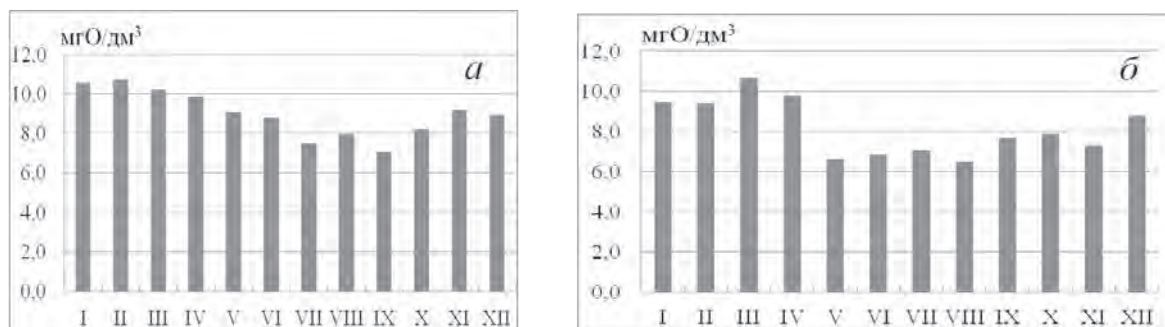 мгО/дм³
12,0
а
10,0
8,0
6,0
4,0
2,0
0,0
I II III IV V VI VII VIII IX X XI XII
мгО/дм³
12,0
б
10,0
8,0
6,0
4,0
2,0
0,0
I II III IV V VI VII VIII IX X XI XII